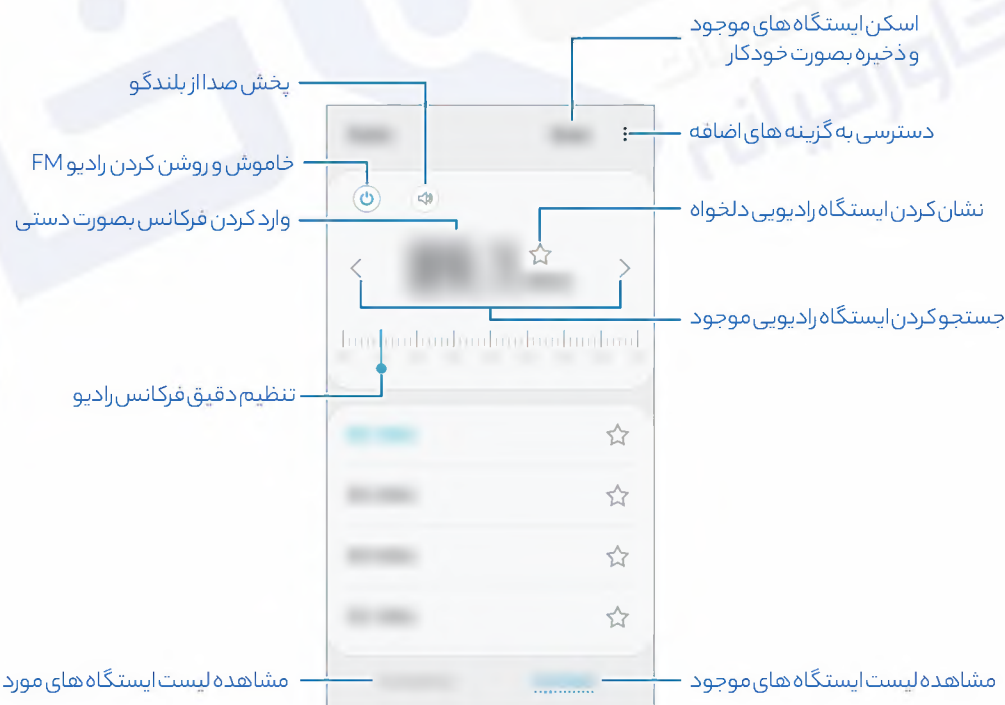 اسکن ایستگاه های موجود
و ذخیره بصورت خودکار
پخش صدا از بلندگو
دسترسی به گزینه های اضافه
خاموش و روشن کردن رادیو FM
نشان کردن ایستگاه رادیویی دلخواه
وارد کردن فرکانس بصورت دستی
جستجو کردن ایستگاه رادیویی موجود
تنظیم دقیق فرکانس رادیو
مشاهده لیست ایستگاه های موجود
مشاهده لیست ایستگاه های مورد